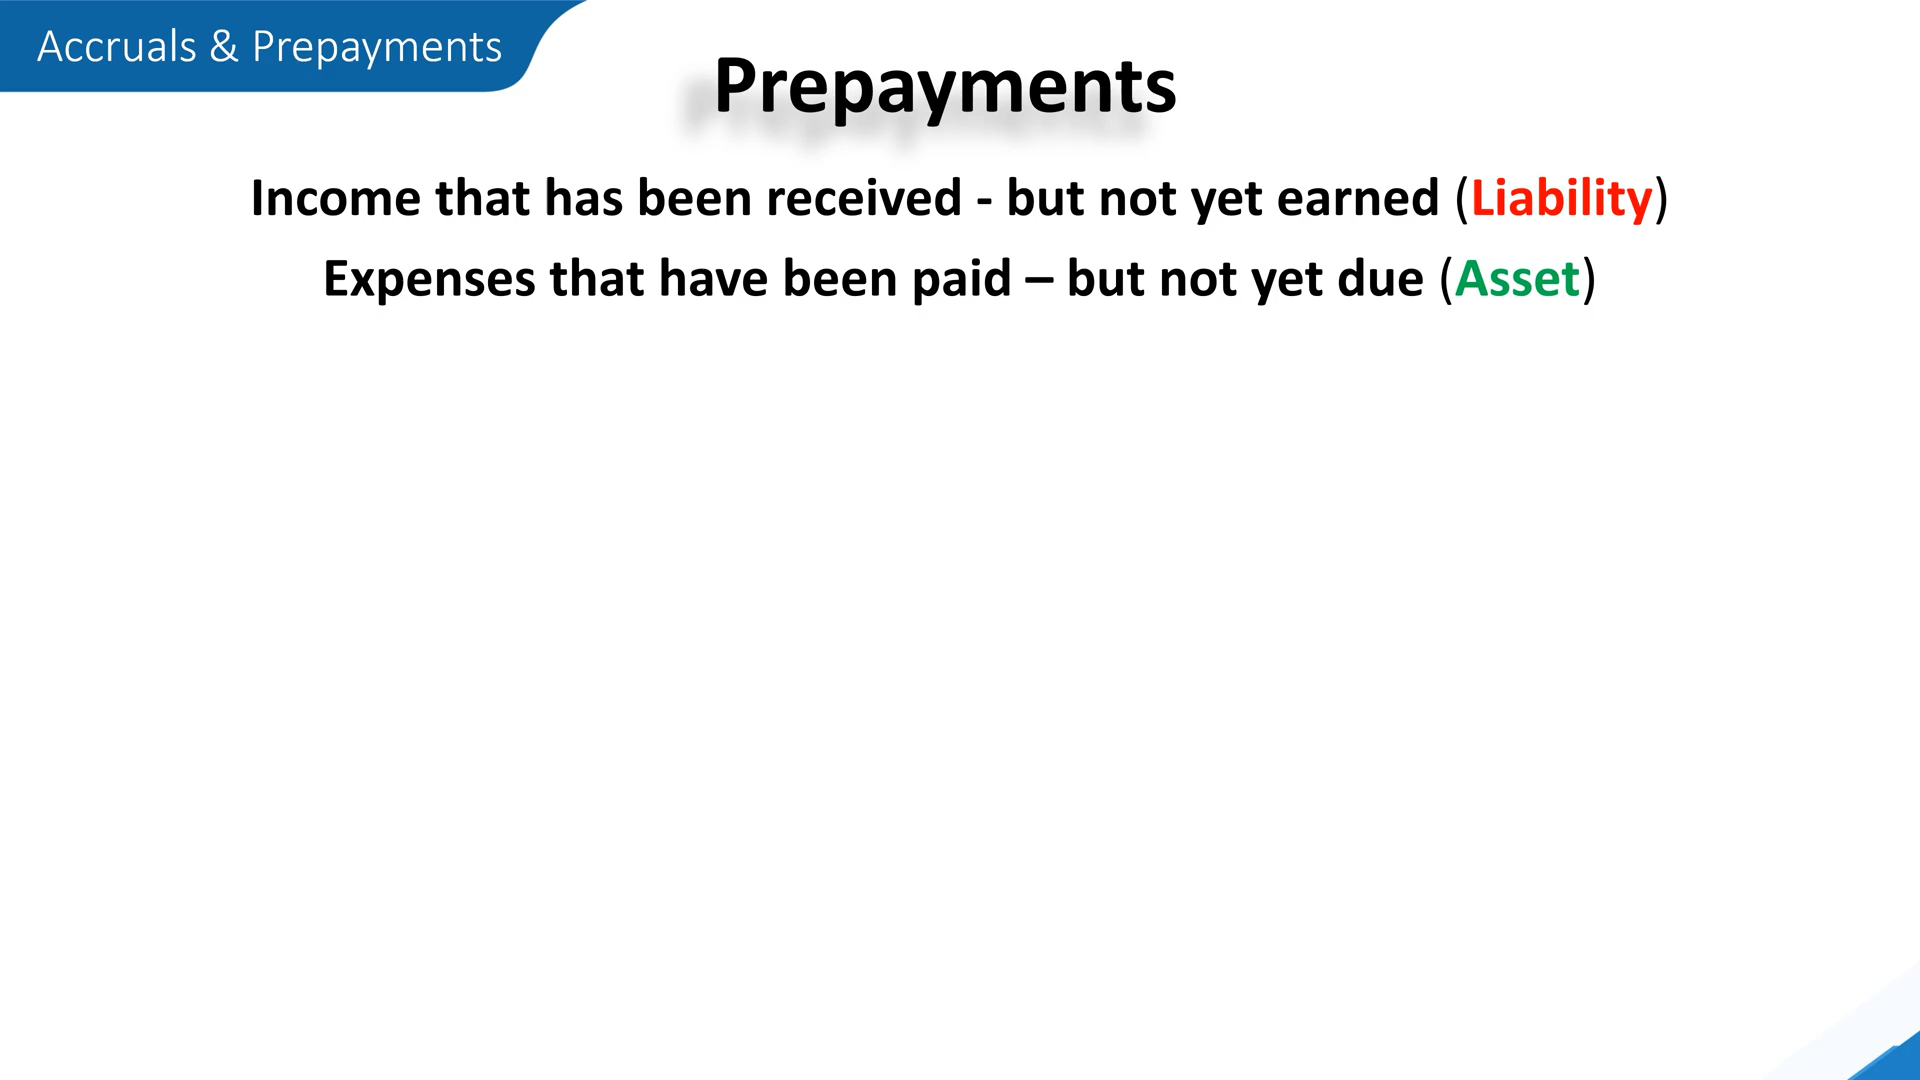 Accruals & Prepayments
Prepayments
Income that has been received - but not yet earned (Liability)
Expenses that have been paid – but not yet due (Asset)